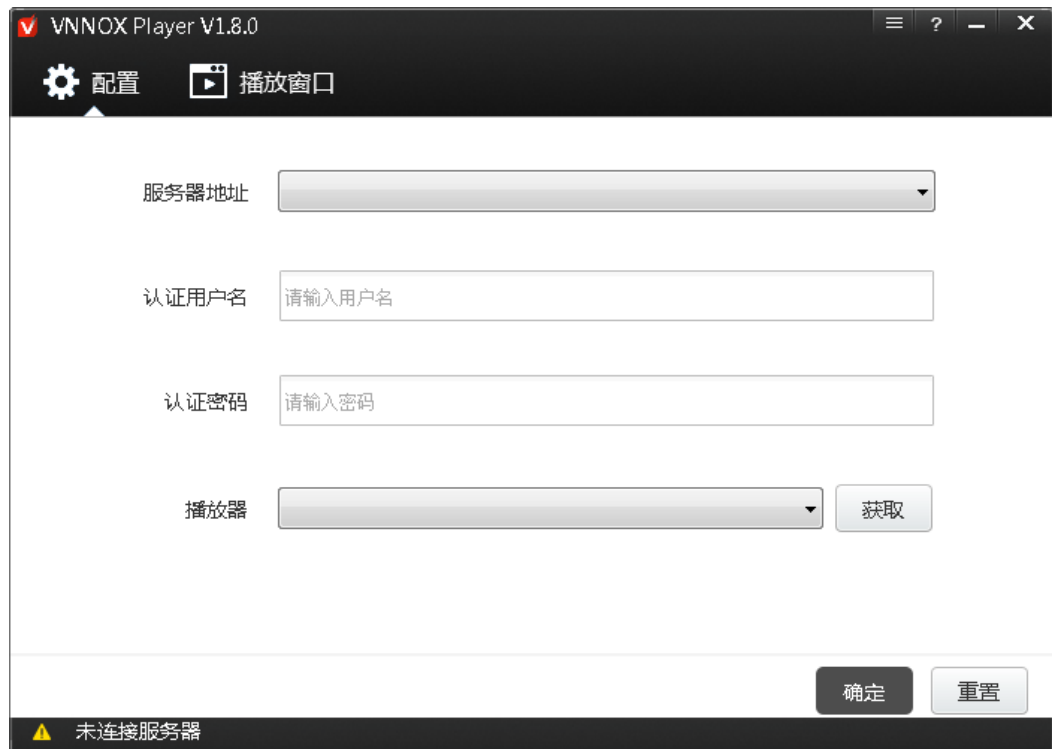 VNNOX Player V1.8.0
?
配置 播放窗口
服务器地址
认证用户名 请输入用户名
认证密码 请输入密码
播放器 获取
确定 重置
未连接服务器